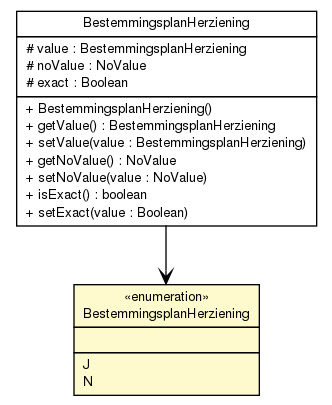 BestemmingsplanHerziening
# value : BestemmingsplanHerziening
# noValue : NoValue
# exact : Boolean
+ BestemmingsplanHerziening()
+ getValue() : BestemmingsplanHerziening
+ setValue(value : BestemmingsplanHerziening)
+ getNoValue() : NoValue
+ setNoValue(value : NoValue)
+ isExact() : boolean
+ setExact(value : Boolean)
«enumeration»
BestemmingsplanHerziening
J
N